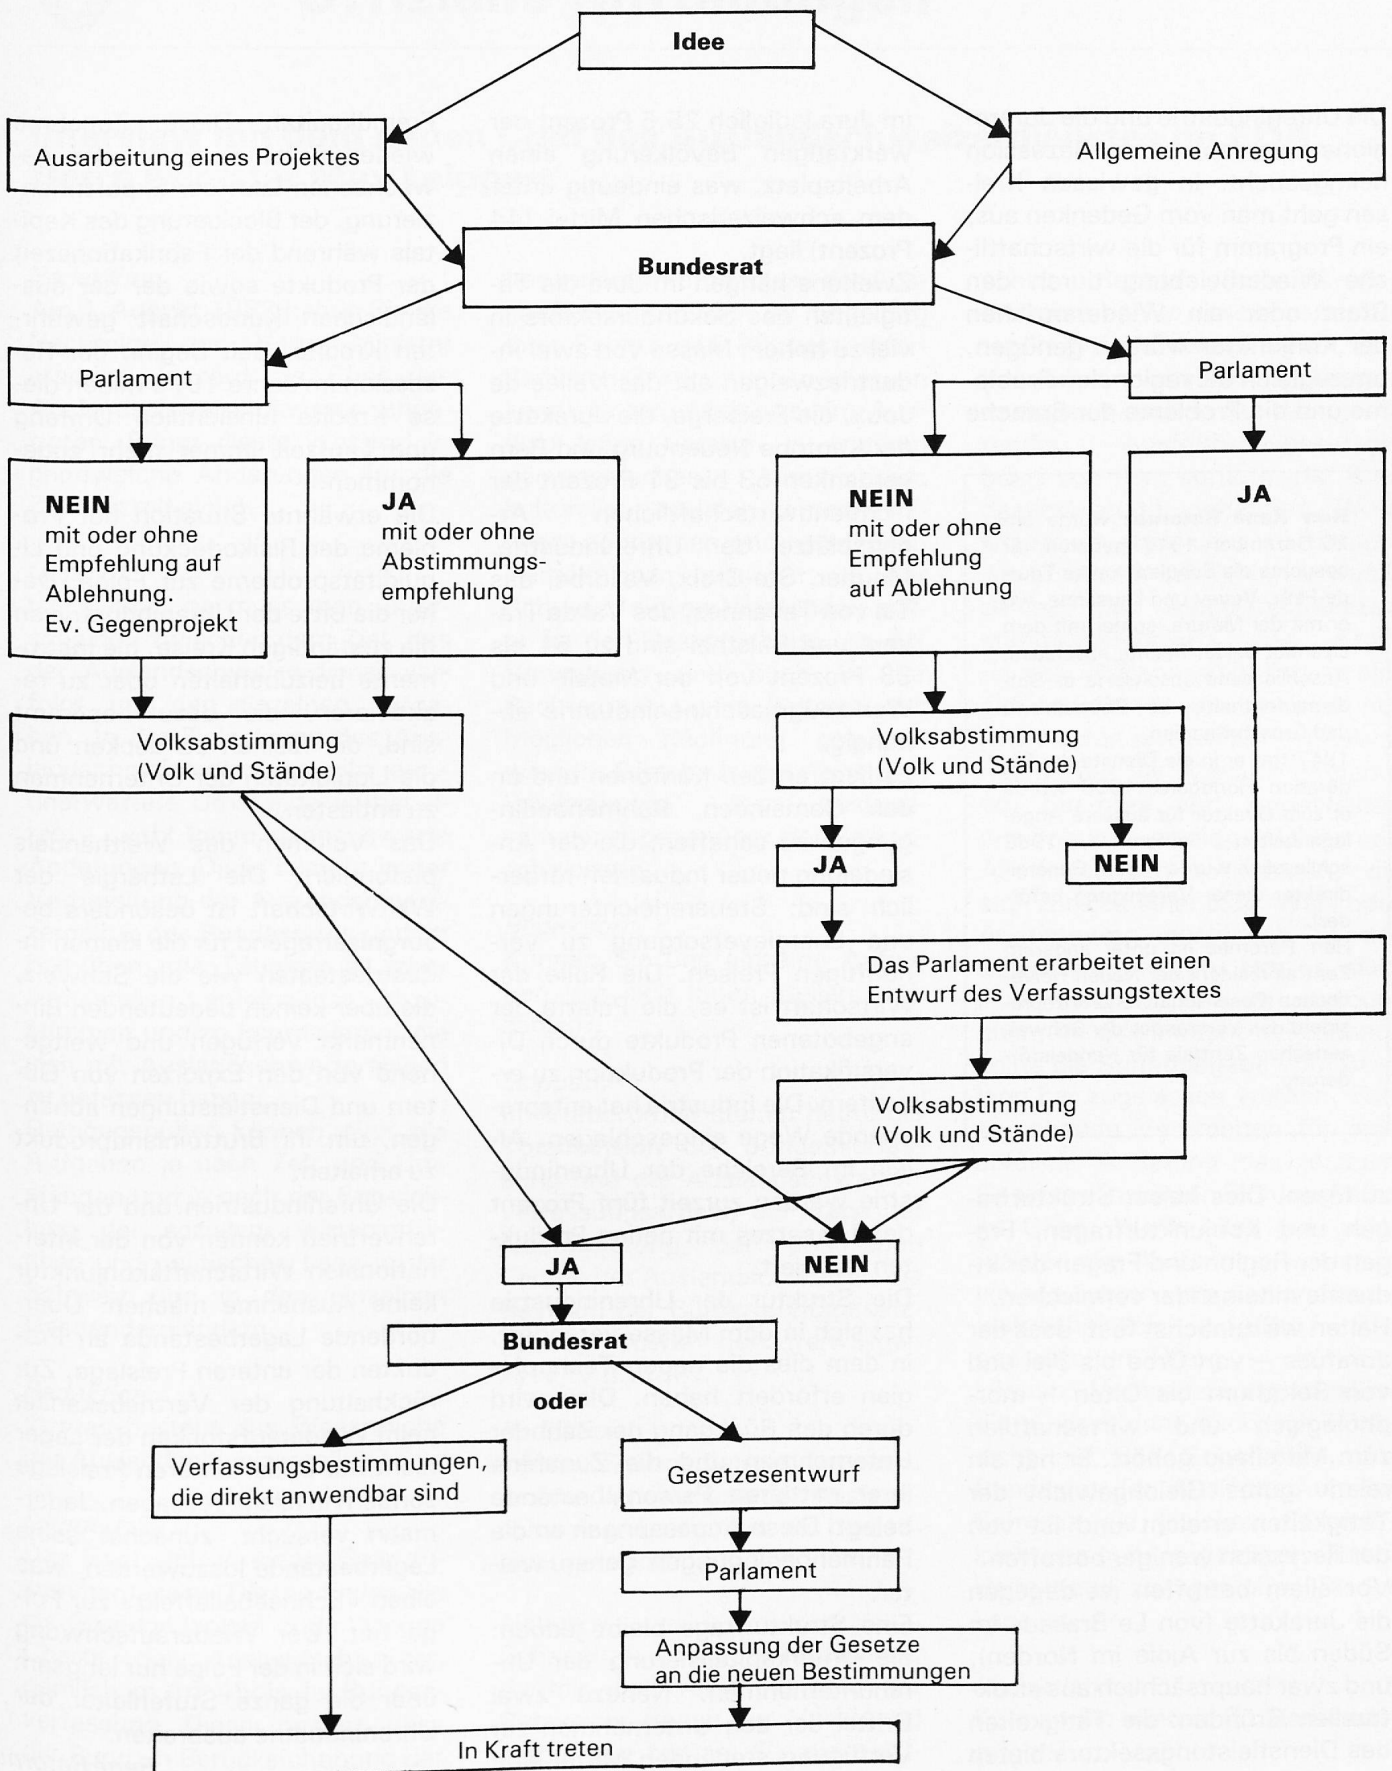 Idee
Ausarbeitung eines Projektes
Allgemeine Anregung
Bundesrat
Parlament
Parlament
NEIN
mit oder ohne
Empfehlung auf
Ablehnung.
Ev. Gegenprojekt
JA
mit oder ohne
Abstimmungs-
empfehlung
NEIN
mit oder ohne
Empfehlung
auf Ablehnung
JA
Volksabstimmung
(Volk und Stände)
Volksabstimmung
(Volk und Stände)
JA
NEIN
Das Parlament erarbeitet einen
Entwurf des Verfassungstextes
Volksabstimmung
(Volk und Stände)
JA
NEIN
Bundesrat
oder
Verfassungsbestimmungen,
die direkt anwendbar sind
Gesetzesentwurf
Parlament
Anpassung der Gesetze
an die neuen Bestimmungen
In Kraft treten